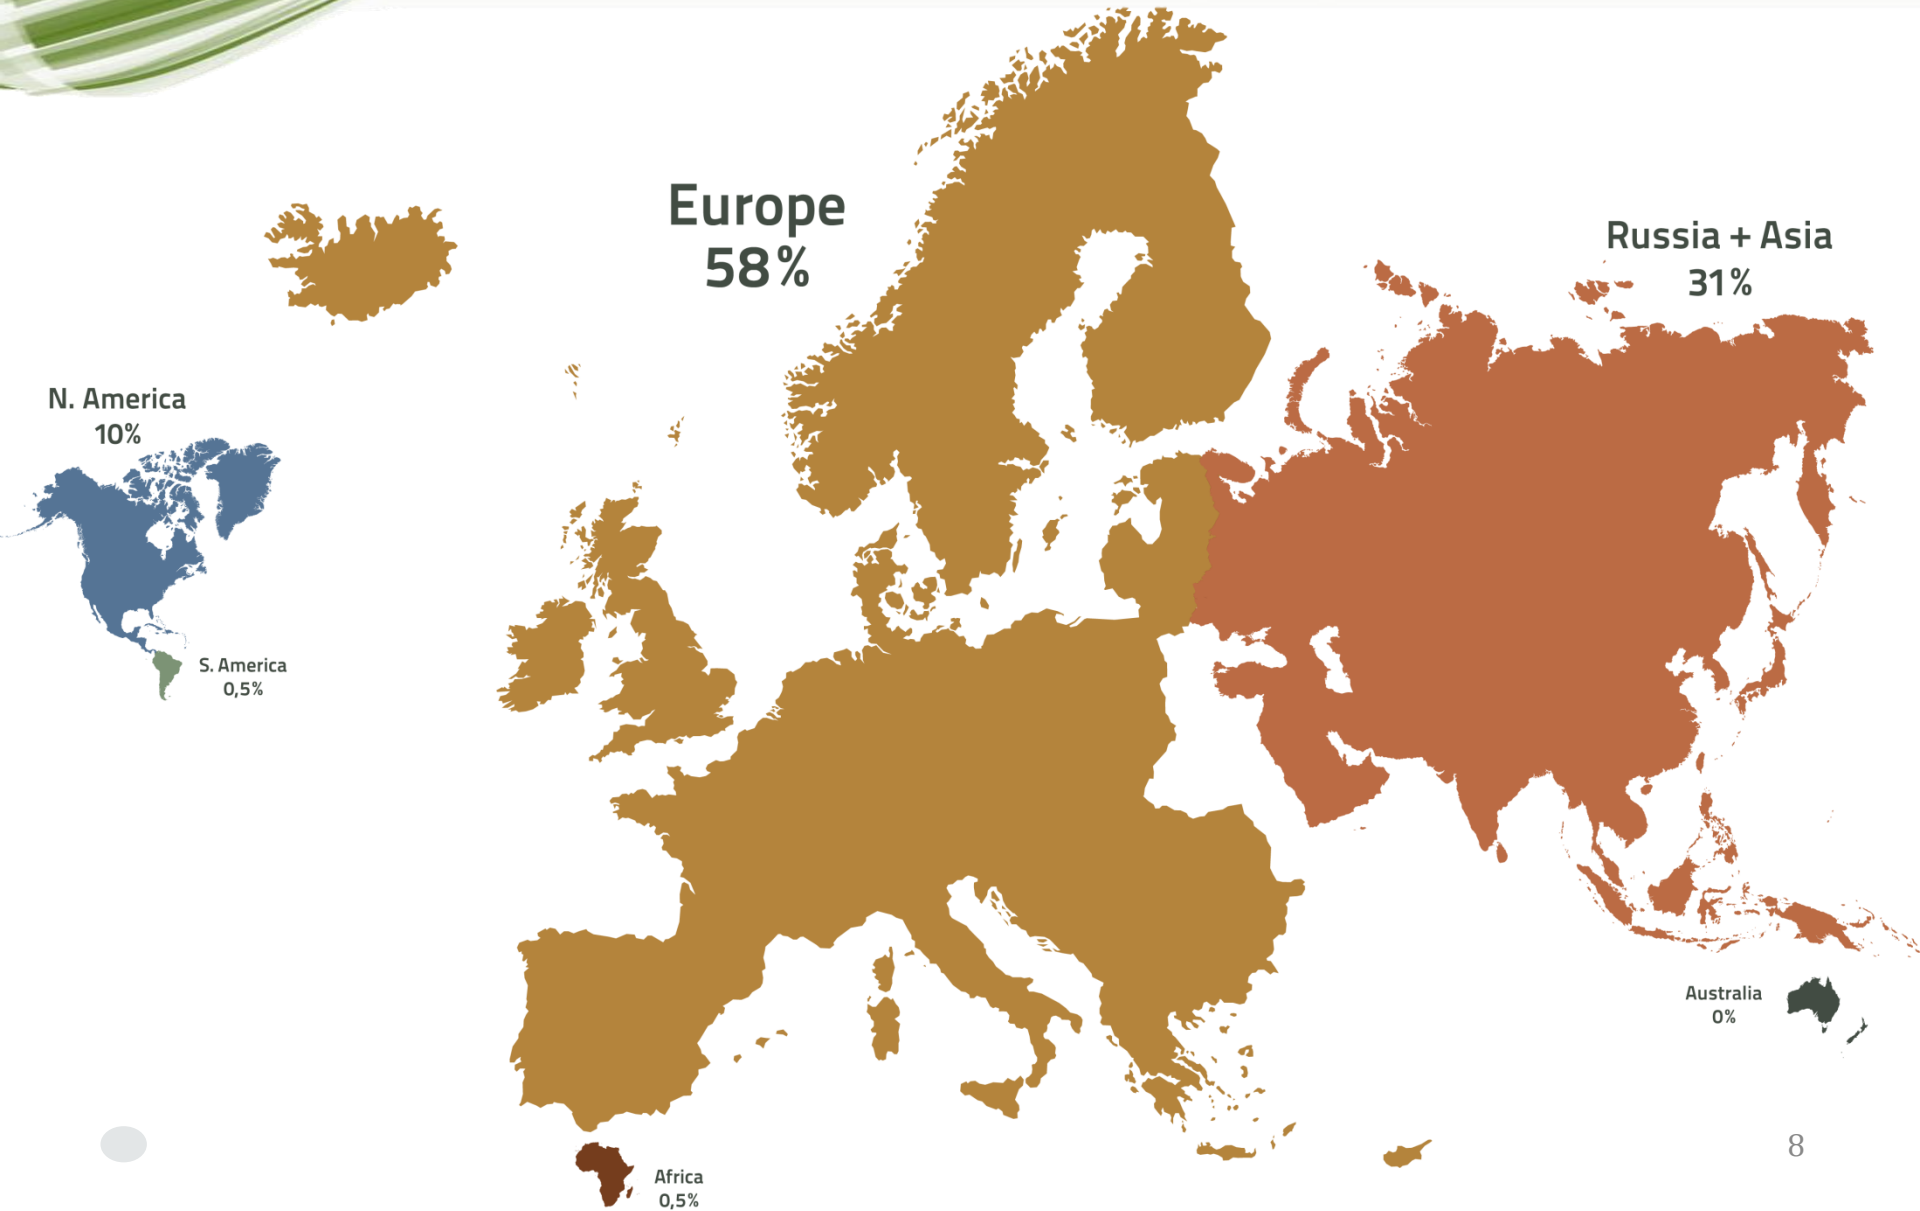 Europe
58%
Russia + Asia
31%
N. America
10%
S. America
0,5%
Australia
0%
Africa
0,5%
8